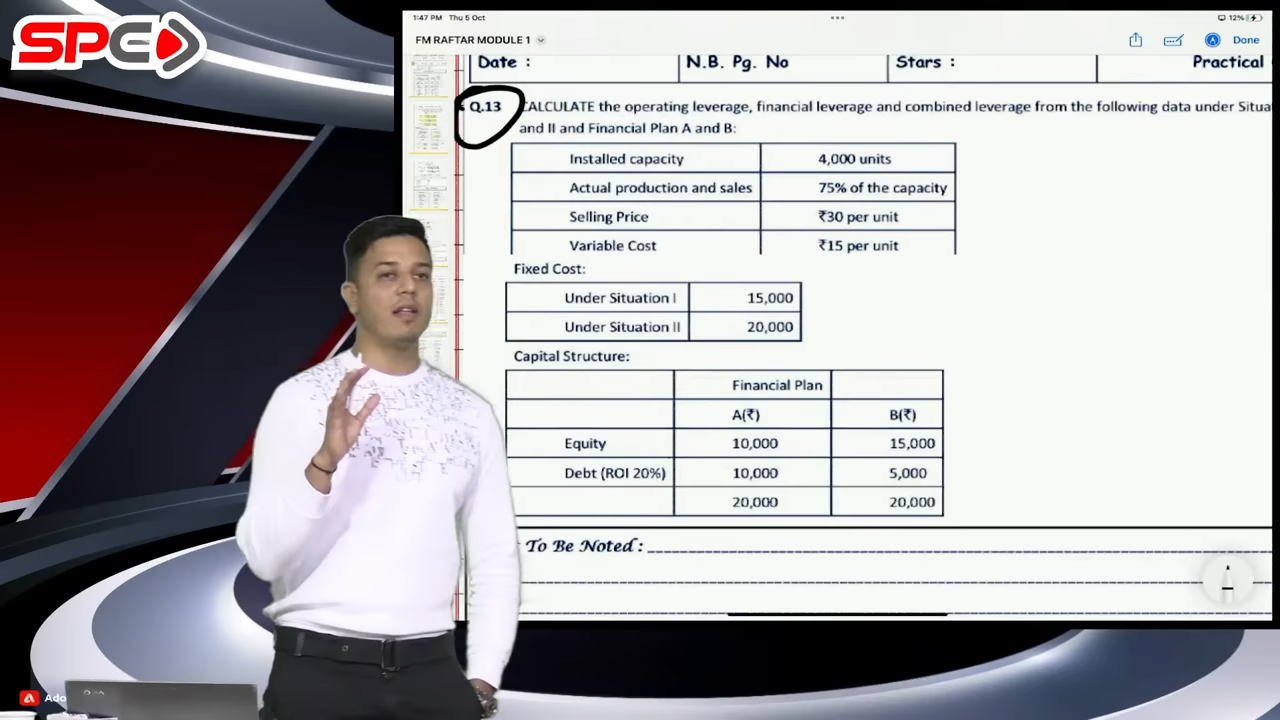 SPC
1:47 PM Thu 5 Oct
12%
FM RAFTAR MODULE 1
Done
Date : N.B. Pg. No Stars : Practical
Q.13 CALCULATE the operating leverage, financial leverage and combined leverage from the following data under Situa
and II and Financial Plan A and B:
Installed capacity 4,000 units
Actual production and sales 75% of the capacity
Selling Price ₹30 per unit
Variable Cost ₹15 per unit
Fixed Cost:
Under Situation I 15,000
Under Situation II 20,000
Capital Structure:
Financial Plan
A(₹) B(₹)
Equity 10,000 15,000
Debt (ROI 20%) 10,000 5,000
20,000 20,000
To Be Noted :
Ado